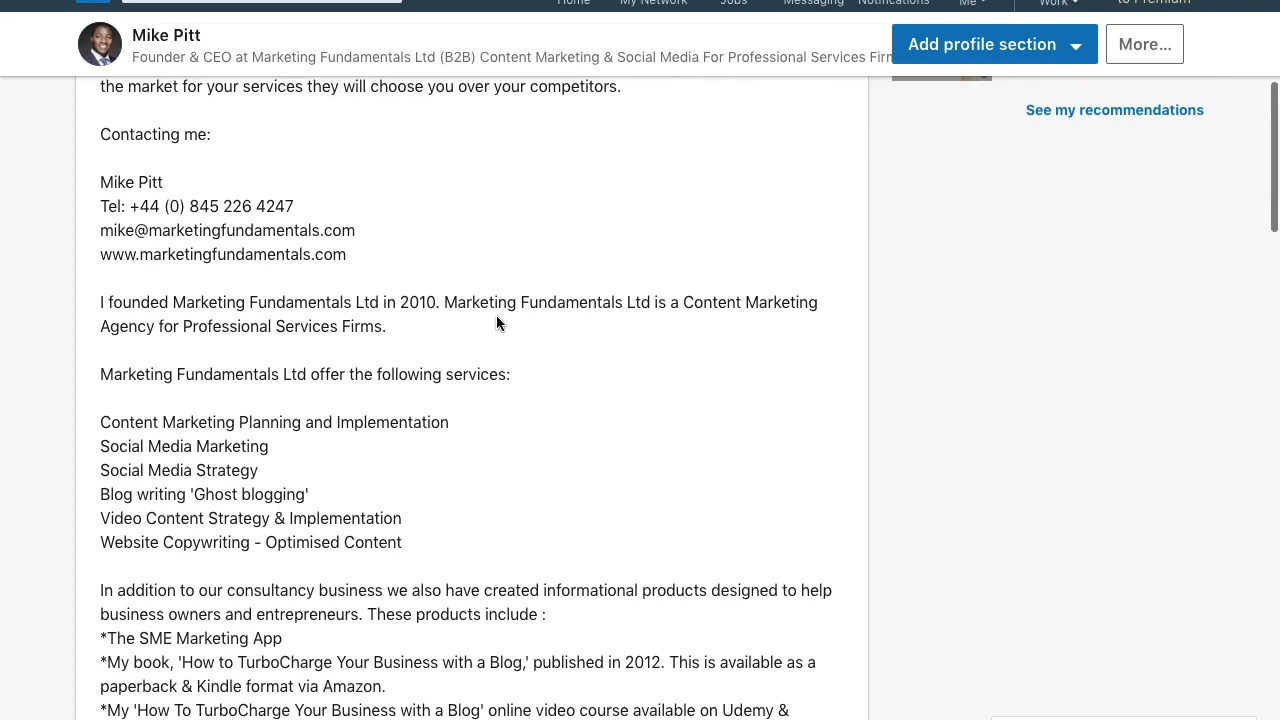 Home My Network Jobs Messaging Notifications Me Work to Premium
Mike Pitt
Founder & CEO at Marketing Fundamentals Ltd (B2B) Content Marketing & Social Media For Professional Services Firm
Add profile section
More...
the market for your services they will choose you over your competitors.
See my recommendations
Contacting me:
Mike Pitt
Tel: +44 (0) 845 226 4247
mike@marketingfundamentals.com
www.marketingfundamentals.com
I founded Marketing Fundamentals Ltd in 2010. Marketing Fundamentals Ltd is a Content Marketing
Agency for Professional Services Firms.
Marketing Fundamentals Ltd offer the following services:
Content Marketing Planning and Implementation
Social Media Marketing
Social Media Strategy
Blog writing 'Ghost blogging'
Video Content Strategy & Implementation
Website Copywriting - Optimised Content
In addition to our consultancy business we also have created informational products designed to help
business owners and entrepreneurs. These products include :
*The SME Marketing App
*My book, 'How to TurboCharge Your Business with a Blog,' published in 2012. This is available as a
paperback & Kindle format via Amazon.
*My 'How To TurboCharge Your Business with a Blog' online video course available on Udemy &